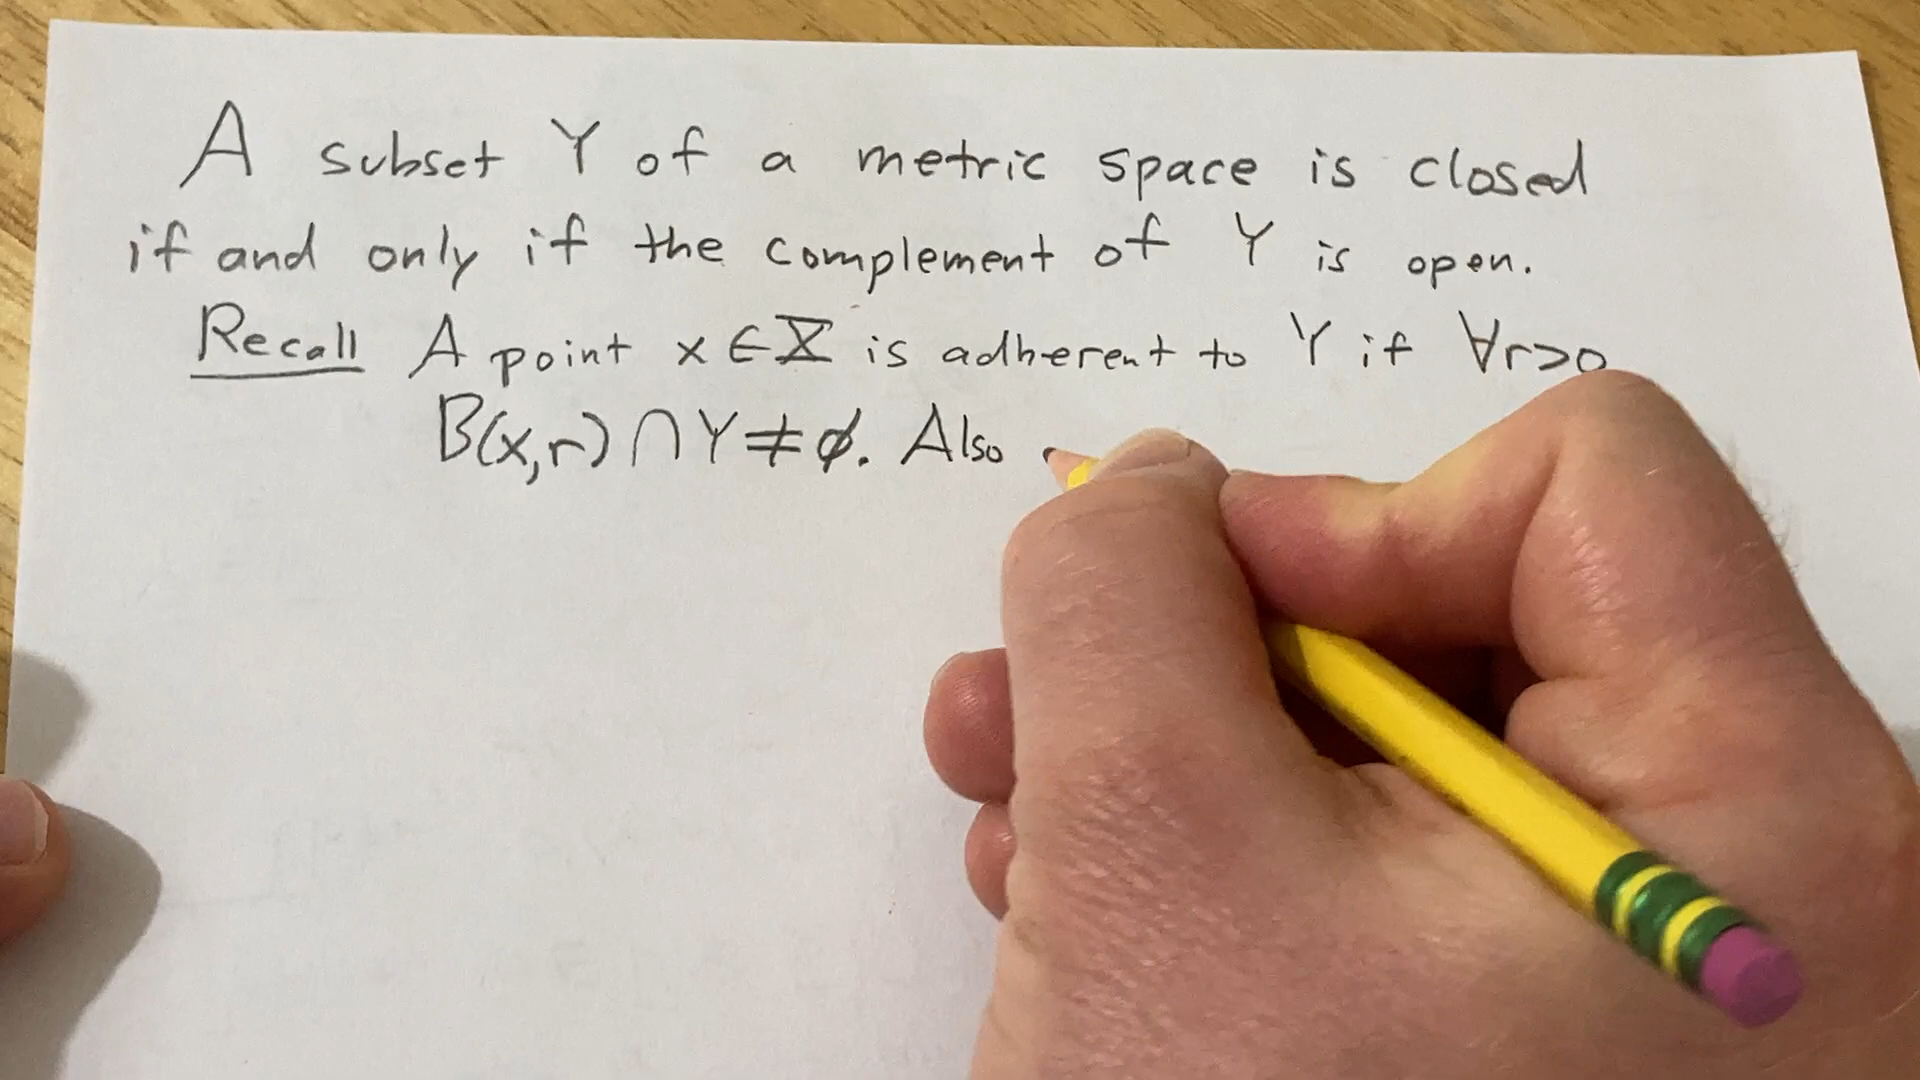 A subset Y of a metric space is closed
if and only if the complement of Y is open.
Recall A point x ∈ X is adherent to Y if ∀r>0
B(x,r) ∩ Y ≠ ∅. Also